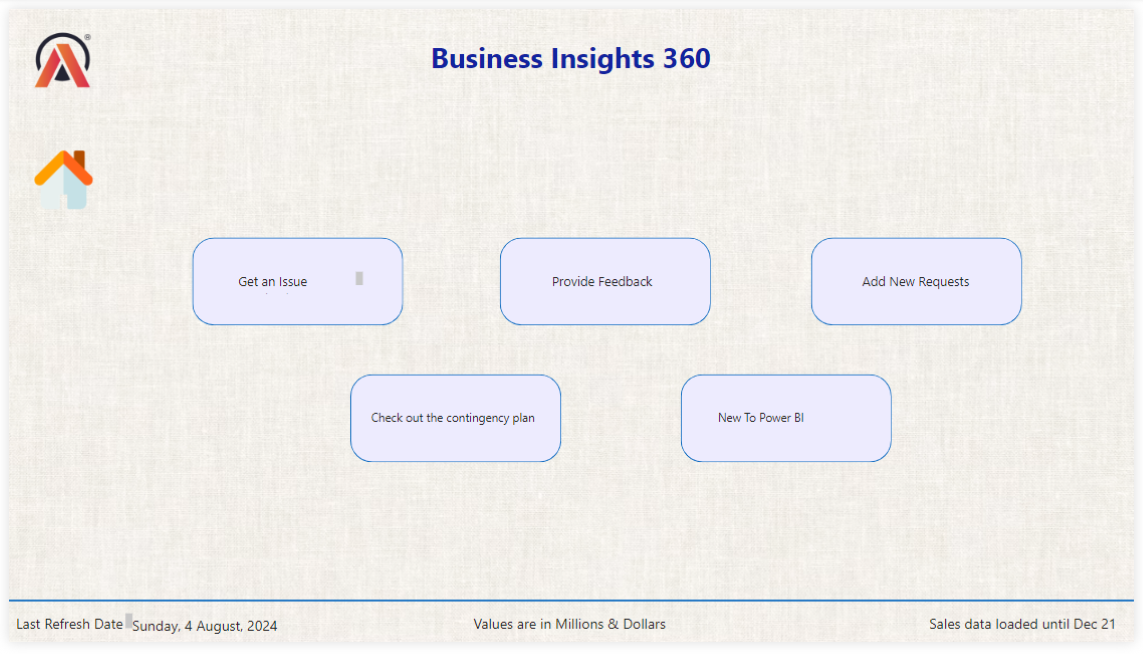 ®
Business Insights 360
Get an Issue
Provide Feedback
Add New Requests
Check out the contingency plan
New To Power BI
Last Refresh Date
Sunday, 4 August, 2024
Values are in Millions & Dollars
Sales data loaded until Dec 21